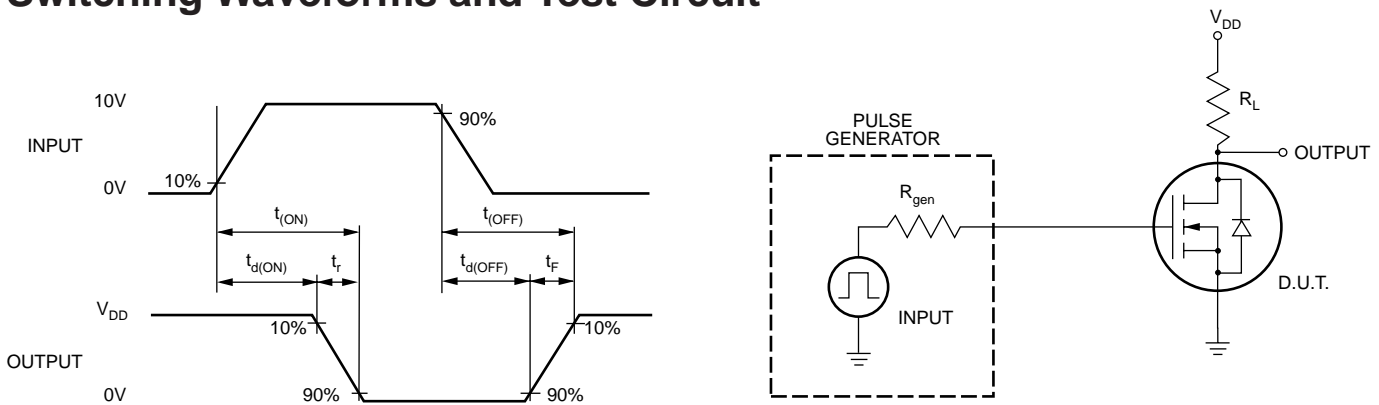 Switching Waveforms and Test Circuit
10V
INPUT
0V
10%
90%
t(ON)
t(OFF)
td(ON)
tr
td(OFF)
tF
VDD
OUTPUT
0V
10%
10%
90%
90%
VDD
RL
PULSE
GENERATOR
OUTPUT
Rgen
INPUT
D.U.T.